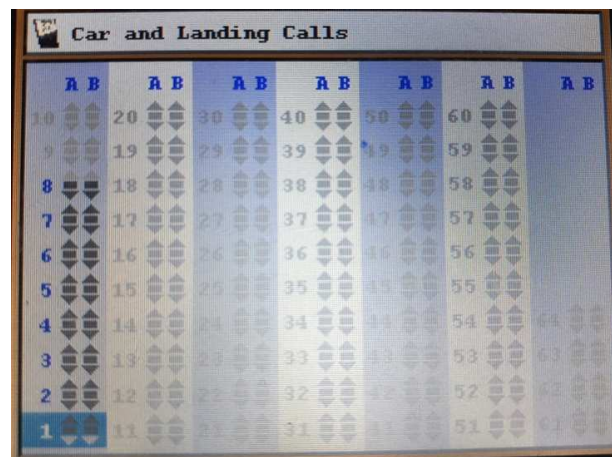 Car and Landing Calls
A B A B A B A B A B A B A B
10 20 30 40 50 60
9 19 29 39 49 59
8 18 28 38 48 58
7 17 27 37 47 57
6 16 26 36 46 56
5 15 25 35 45 55
4 14 24 34 44 54 64
3 13 23 33 43 53 63
2 12 22 32 42 52 62
1 11 21 31 41 51 61